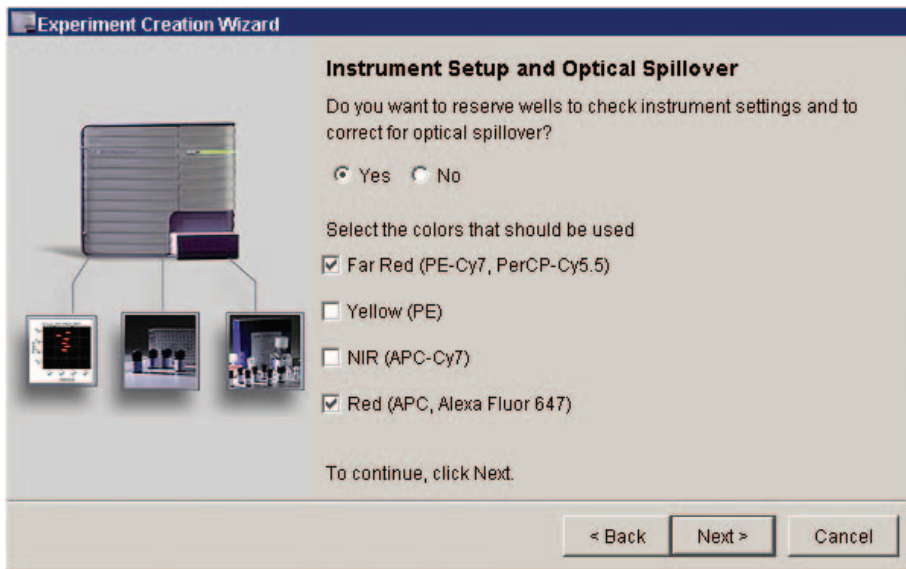 Experiment Creation Wizard
Instrument Setup and Optical Spillover
Do you want to reserve wells to check instrument settings and to
correct for optical spillover?
Yes No
Select the colors that should be used
Far Red (PE-Cy7, PerCP-Cy5.5)
Yellow (PE)
NIR (APC-Cy7)
Red (APC, Alexa Fluor 647)
To continue, click Next.
< Back Next > Cancel